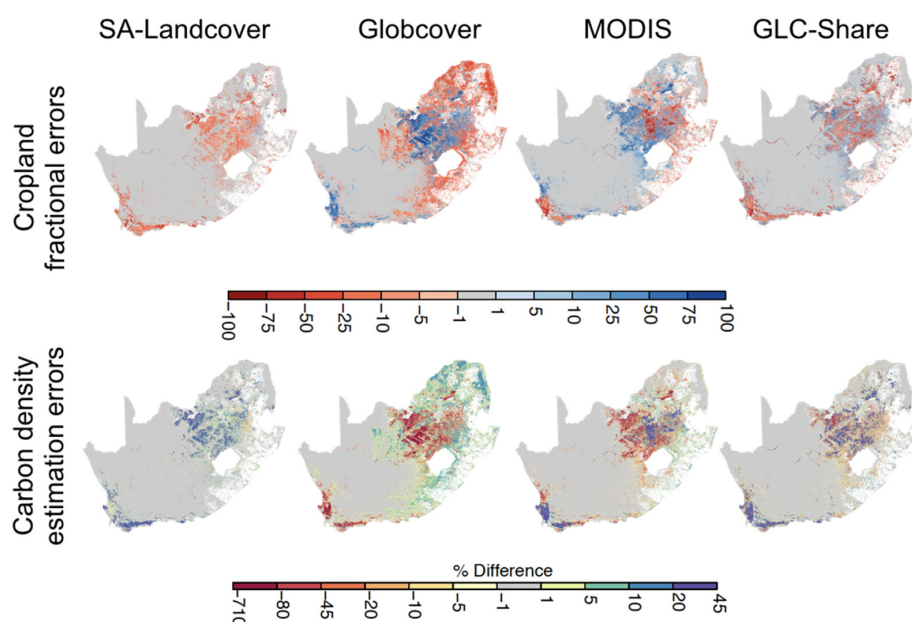 SA-Landcover Globcover MODIS GLC-Share
Cropland
fractional errors
-100 -75 -50 -25 -10 -5 -1 1 5 10 25 50 75 100
Carbon density
estimation errors
% Difference
-710 -80 -45 -20 -10 -5 -1 1 5 10 20 45